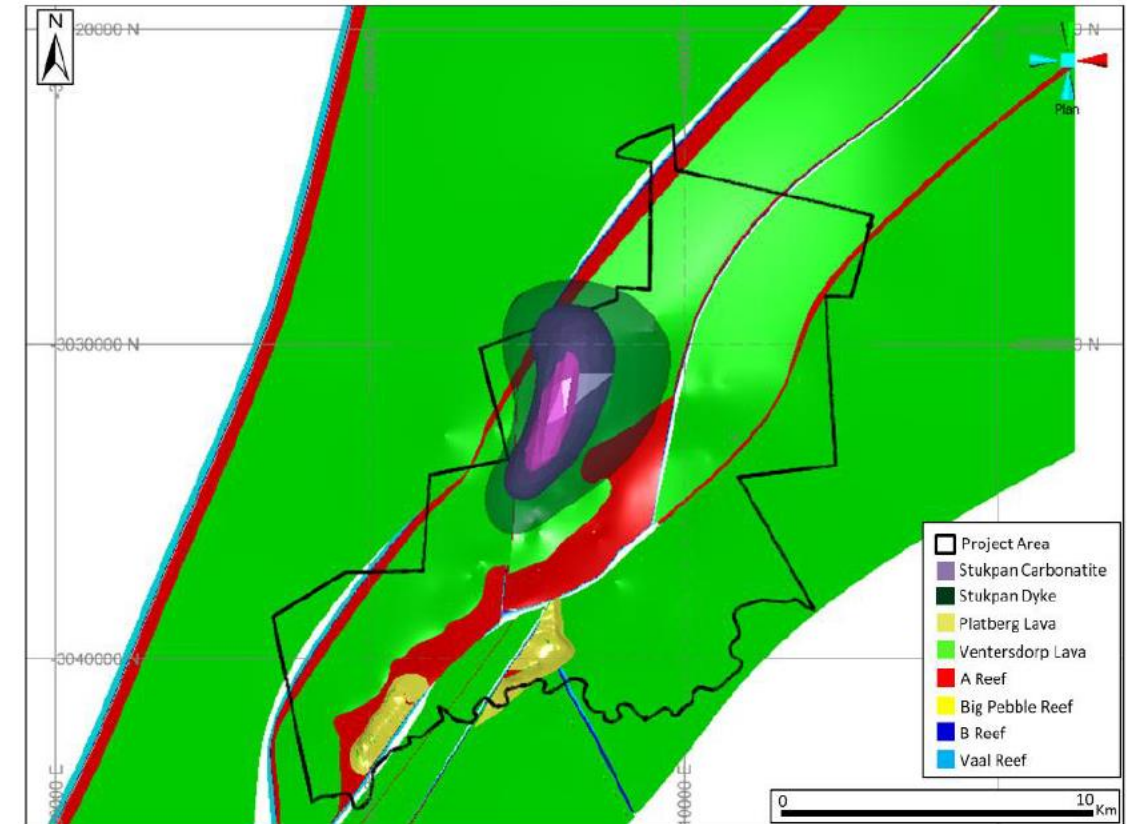 N
20000 N
N
Plan
-3030000 N
N
-3040000 N
Project Area
Stukpan Carbonatite
Stukpan Dyke
Platberg Lava
Ventersdorp Lava
A Reef
Big Pebble Reef
B Reef
Vaal Reef
0 10 Km